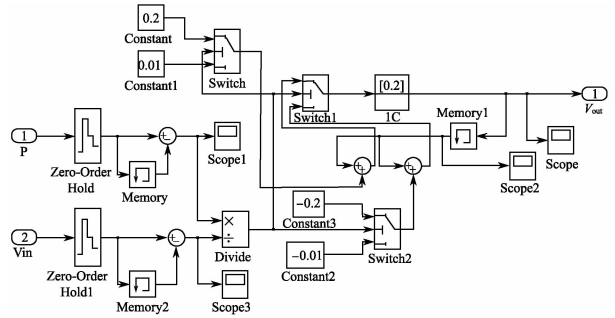 0.2
Constant
0.01
Constant1
Switch
Switch1
[0.2]
1C
1
Vout
Memory1
Scope
Scope2
1
P
Zero-Order
Hold
Memory
Scope1
+-
+
+
+
+
-0.2
Constant3
-0.01
Constant2
Switch2
2
Vin
Zero-Order
Hold1
Memory2
+-
×
÷
Divide
Scope3